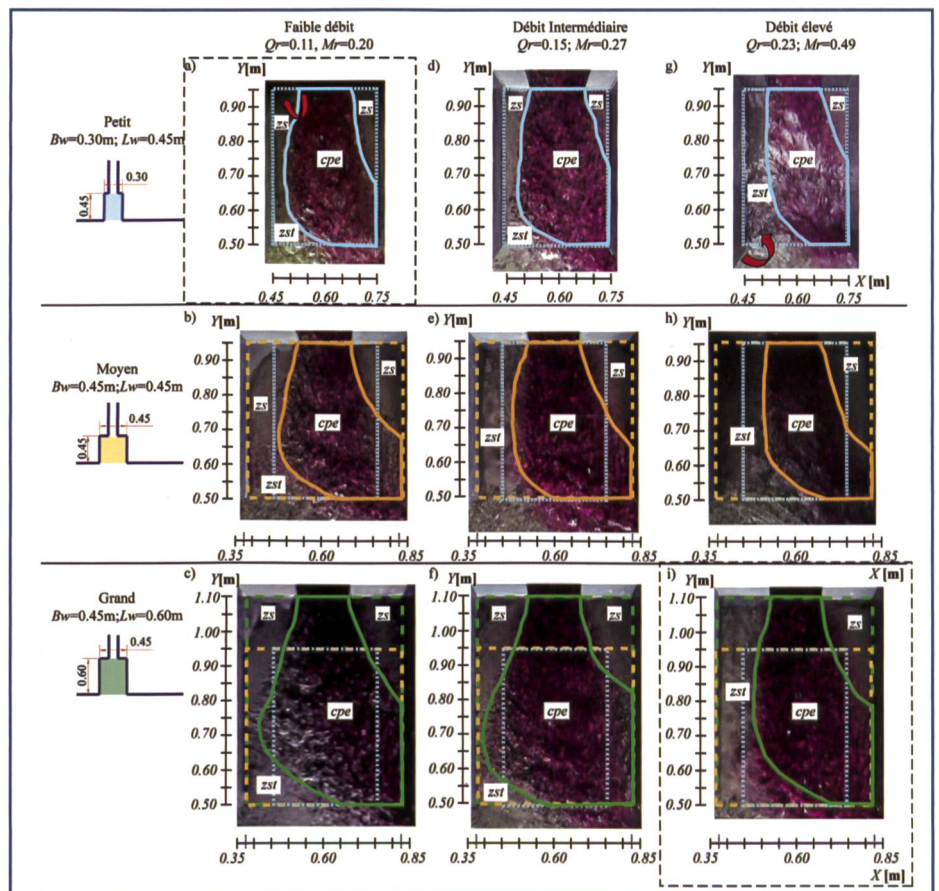 Faible débit
Qr=0.11, Mr=0.20
Débit Intermédiaire
Qr=0.15; Mr=0.27
Débit élevé
Qr=0.23; Mr=0.49
Petit
Bw=0.30m; Lw=0.45m
0.30
0.45
a) Y[m]
0.90
0.80
0.70
0.60
0.50
zs
zs
cpe
zst
0.45 0.60 0.75
d) Y[m]
0.90
0.80
0.70
0.60
0.50
zs
zs
cpe
zst
0.45 0.60 0.75
g) Y[m]
0.90
0.80
0.70
0.60
0.50
zs
cpe
zst
X [m]
0.45 0.60 0.75
Moyen
Bw=0.45m;Lw=0.45m
0.45
0.45
b) Y[m]
0.90
0.80
0.70
0.60
0.50
zs
zs
cpe
zst
0.35 0.60 0.85
e) Y[m]
0.90
0.80
0.70
0.60
0.50
zs
cpe
zst
0.35 0.60 0.85
h) Y[m]
0.90
0.80
0.70
0.60
0.50
zs
cpe
zst
0.35 0.60 0.85
X [m]
Grand
Bw=0.45m;Lw=0.60m
0.45
0.60
c) Y[m]
1.10
1.00
0.90
0.80
0.70
0.60
0.50
zs
zs
cpe
zst
0.35 0.60 0.85
f) Y[m]
1.10
1.00
0.90
0.80
0.70
0.60
0.50
zs
zs
cpe
zst
0.35 0.60 0.85
i) Y[m]
1.10
1.00
0.90
0.80
0.70
0.60
0.50
zs
zst
cpe
0.35 0.60 0.85
X [m]